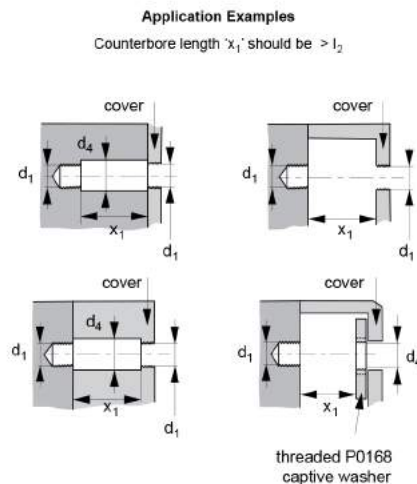 Application Examples
Counterbore length 'x1' should be > l2
cover
d4
d1
x1
d1
cover
d1
x1
d1
cover
d4
d1
x1
d1
cover
d1
x1
threaded P0168
captive washer